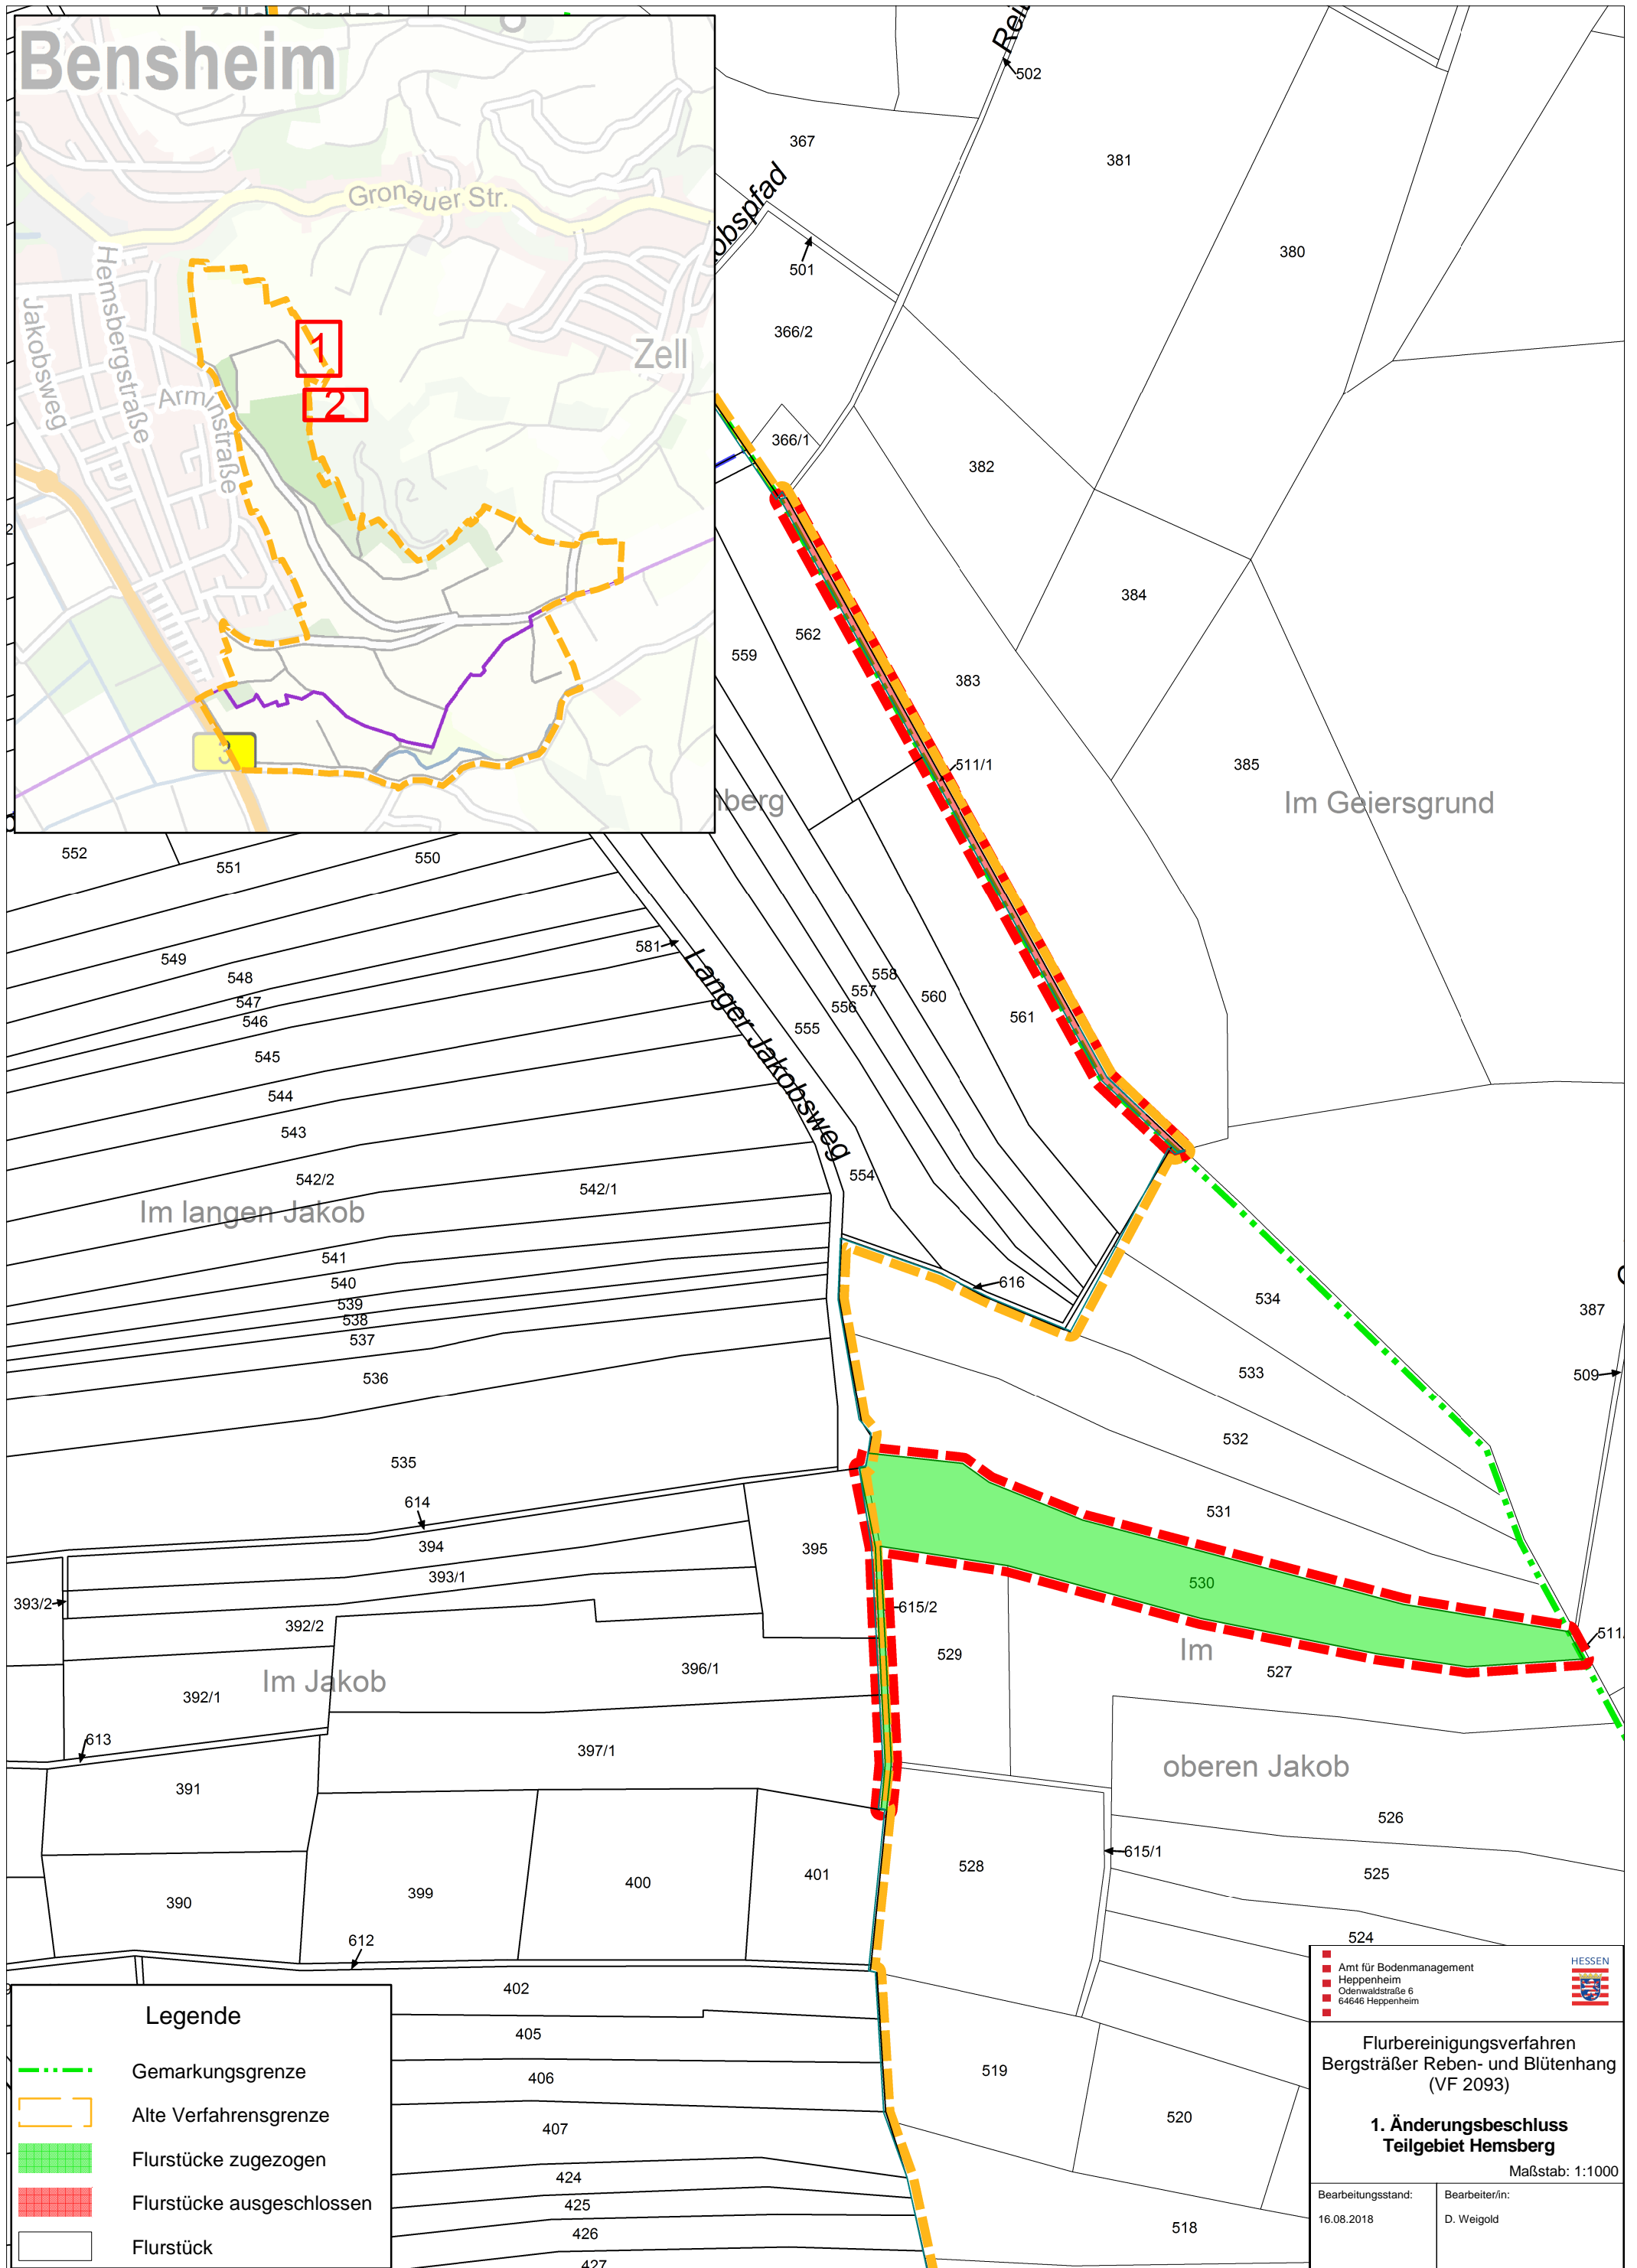 Bensheim
Gronauer Str.
Hemsbergstraße
Jakobsweg
Arminstraße
Zell
1
2
3
502
367
381
380
501
366/2
366/1
382
384
562
559
383
511/1
385
Im Geiersgrund
552
551
550
549
548
547
546
545
544
543
542/2
542/1
Im langen Jakob
541
540
539
538
537
536
535
581
Langer Jakobsweg
558
557
556
555
560
561
554
616
534
387
533
509
532
531
530
614
394
395
393/1
393/2
392/2
615/2
529
Im
527
396/1
Im Jakob
392/1
613
397/1
oberen Jakob
391
526
615/1
528
525
401
400
399
390
524
612
402
405
406
407
519
520
424
425
426
427
518
Legende
Gemarkungsgrenze
Alte Verfahrensgrenze
Flurstücke zugezogen
Flurstücke ausgeschlossen
Flurstück
Amt für Bodenmanagement
Heppenheim
Odenwaldstraße 6
64646 Heppenheim
HESSEN
Flurbereinigungsverfahren
Bergsträßer Reben- und Blütenhang
(VF 2093)
1. Änderungsbeschluss
Teilgebiet Hemsberg
Maßstab: 1:1000
Bearbeitungsstand:
16.08.2018
Bearbeiter/in:
D. Weigold